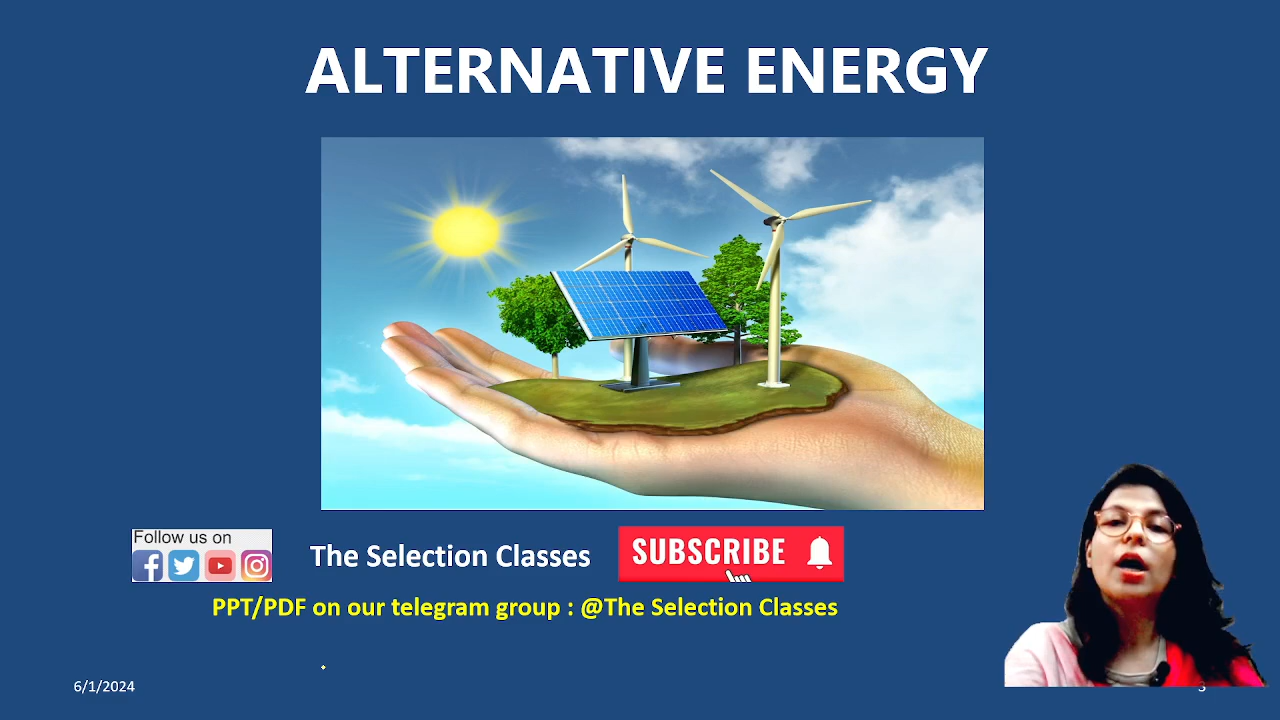 ALTERNATIVE ENERGY
Follow us on
The Selection Classes
SUBSCRIBE
PPT/PDF on our telegram group : @The Selection Classes
6/1/2024
3